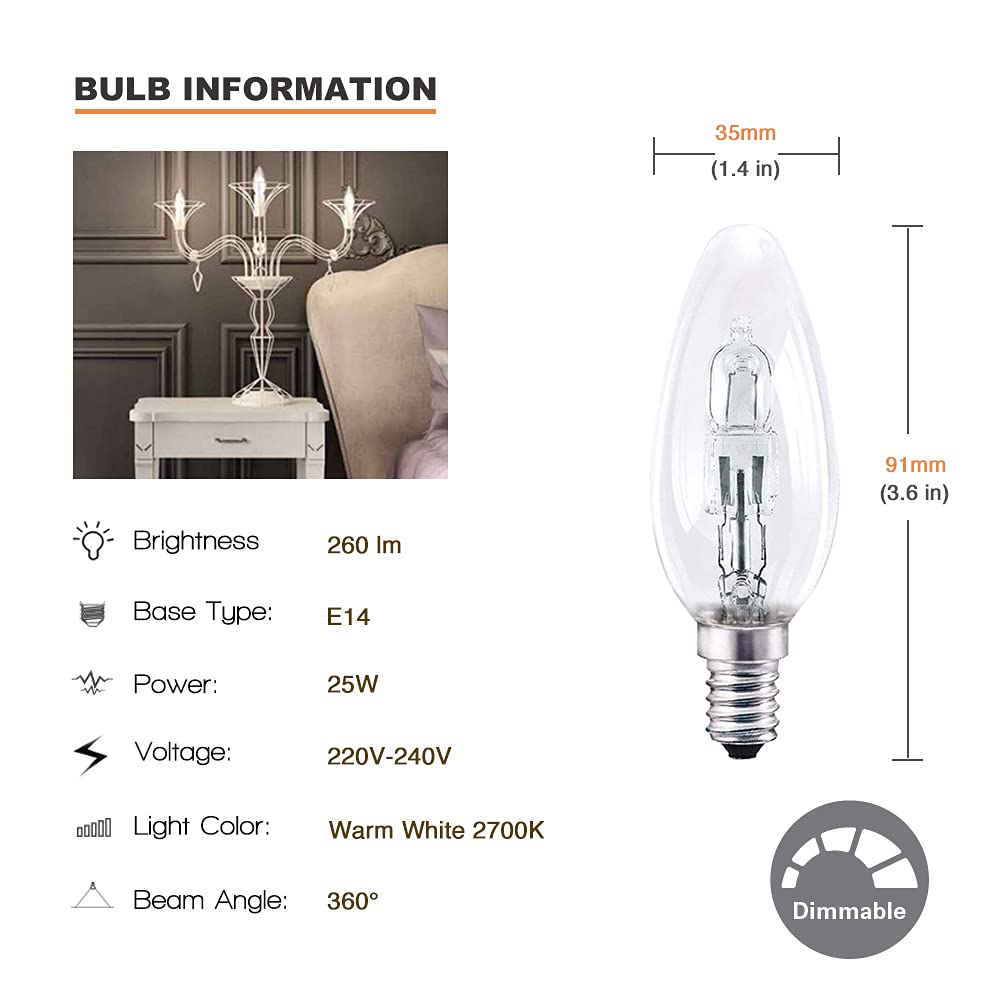 BULB INFORMATION
35mm
(1.4 in)
91mm
(3.6 in)
Brightness 260 lm
Base Type: E14
Power: 25W
Voltage: 220V-240V
Light Color: Warm White 2700K
Beam Angle: 360°
Dimmable